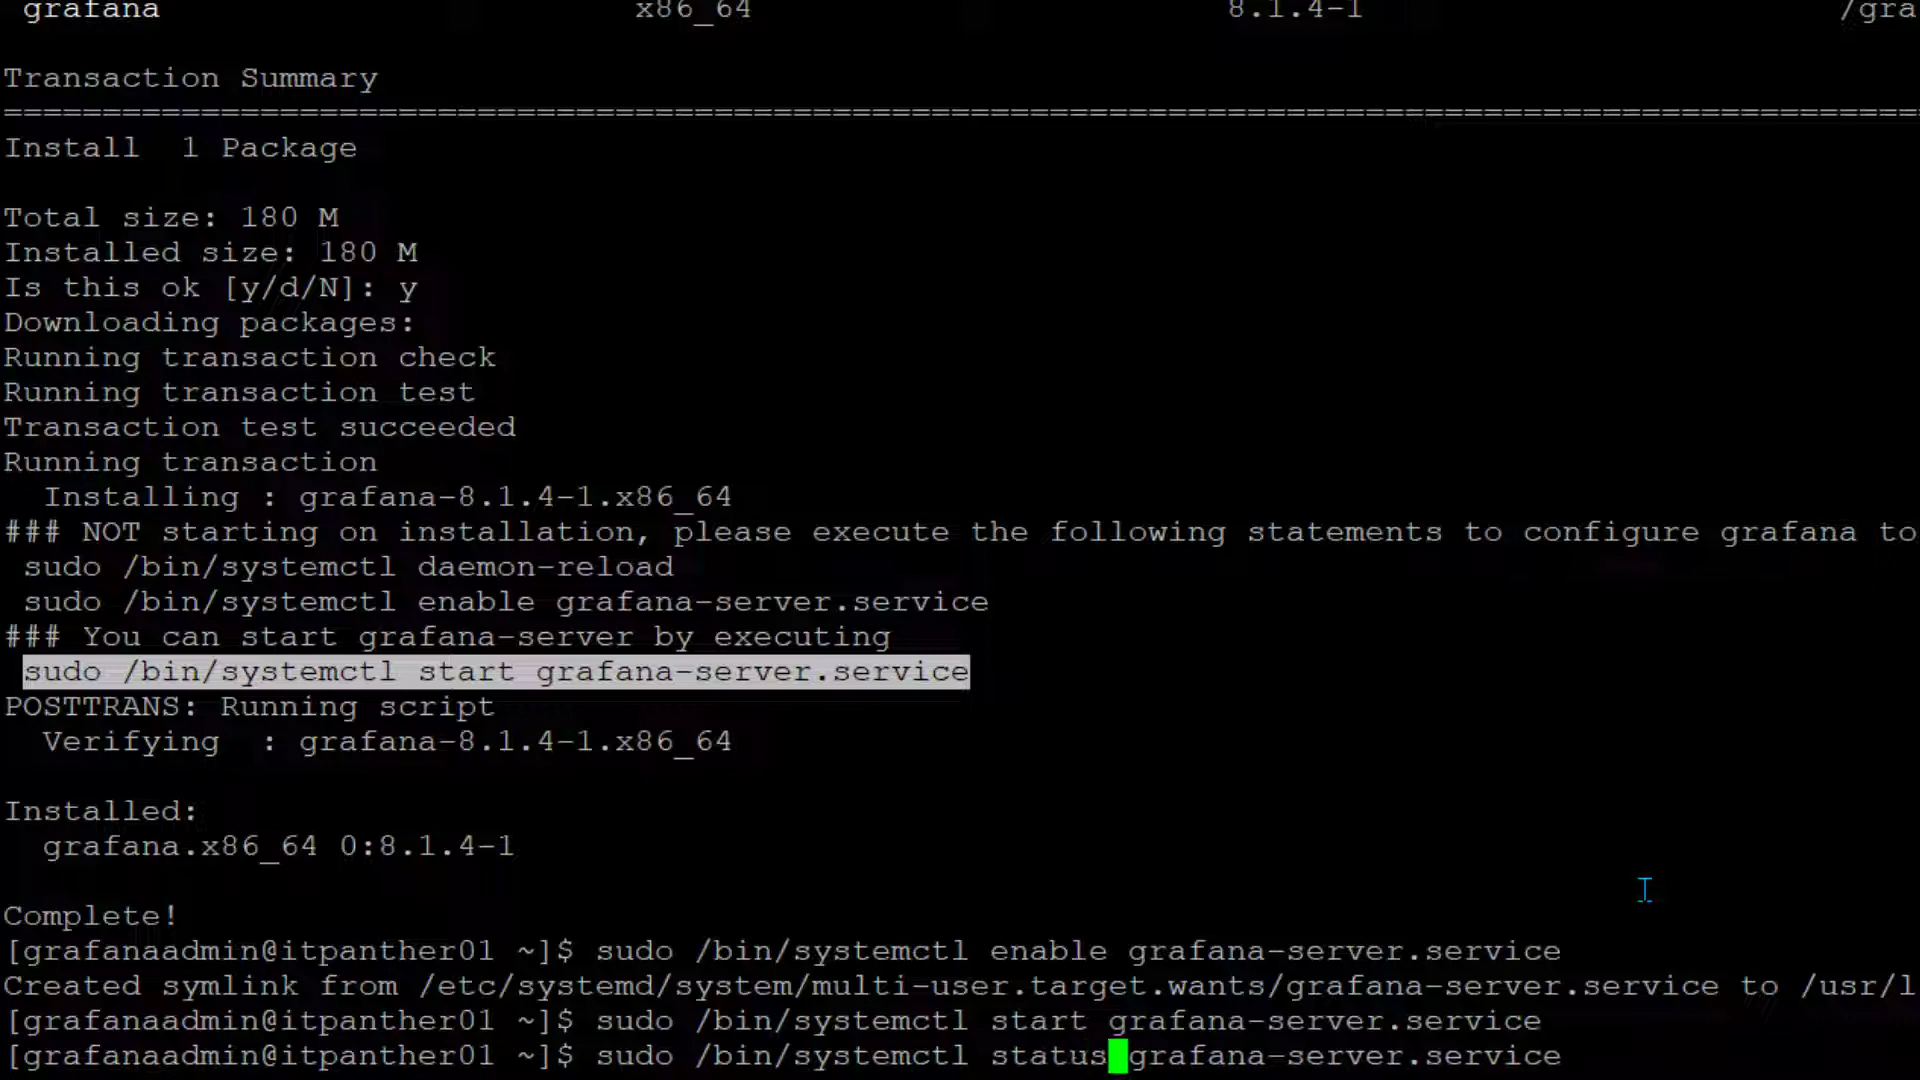 grafana x86_64 8.1.4-1 /gra
Transaction Summary
================================================================================
Install 1 Package
Total size: 180 M
Installed size: 180 M
Is this ok [y/d/N]: y
Downloading packages:
Running transaction check
Running transaction test
Transaction test succeeded
Running transaction
Installing : grafana-8.1.4-1.x86_64
### NOT starting on installation, please execute the following statements to configure grafana to
sudo /bin/systemctl daemon-reload
sudo /bin/systemctl enable grafana-server.service
### You can start grafana-server by executing
sudo /bin/systemctl start grafana-server.service
POSTTRANS: Running script
Verifying : grafana-8.1.4-1.x86_64
Installed:
grafana.x86_64 0:8.1.4-1
Complete!
[grafanaadmin@itpanther01 ~]$ sudo /bin/systemctl enable grafana-server.service
Created symlink from /etc/systemd/system/multi-user.target.wants/grafana-server.service to /usr/l
[grafanaadmin@itpanther01 ~]$ sudo /bin/systemctl start grafana-server.service
[grafanaadmin@itpanther01 ~]$ sudo /bin/systemctl status grafana-server.service